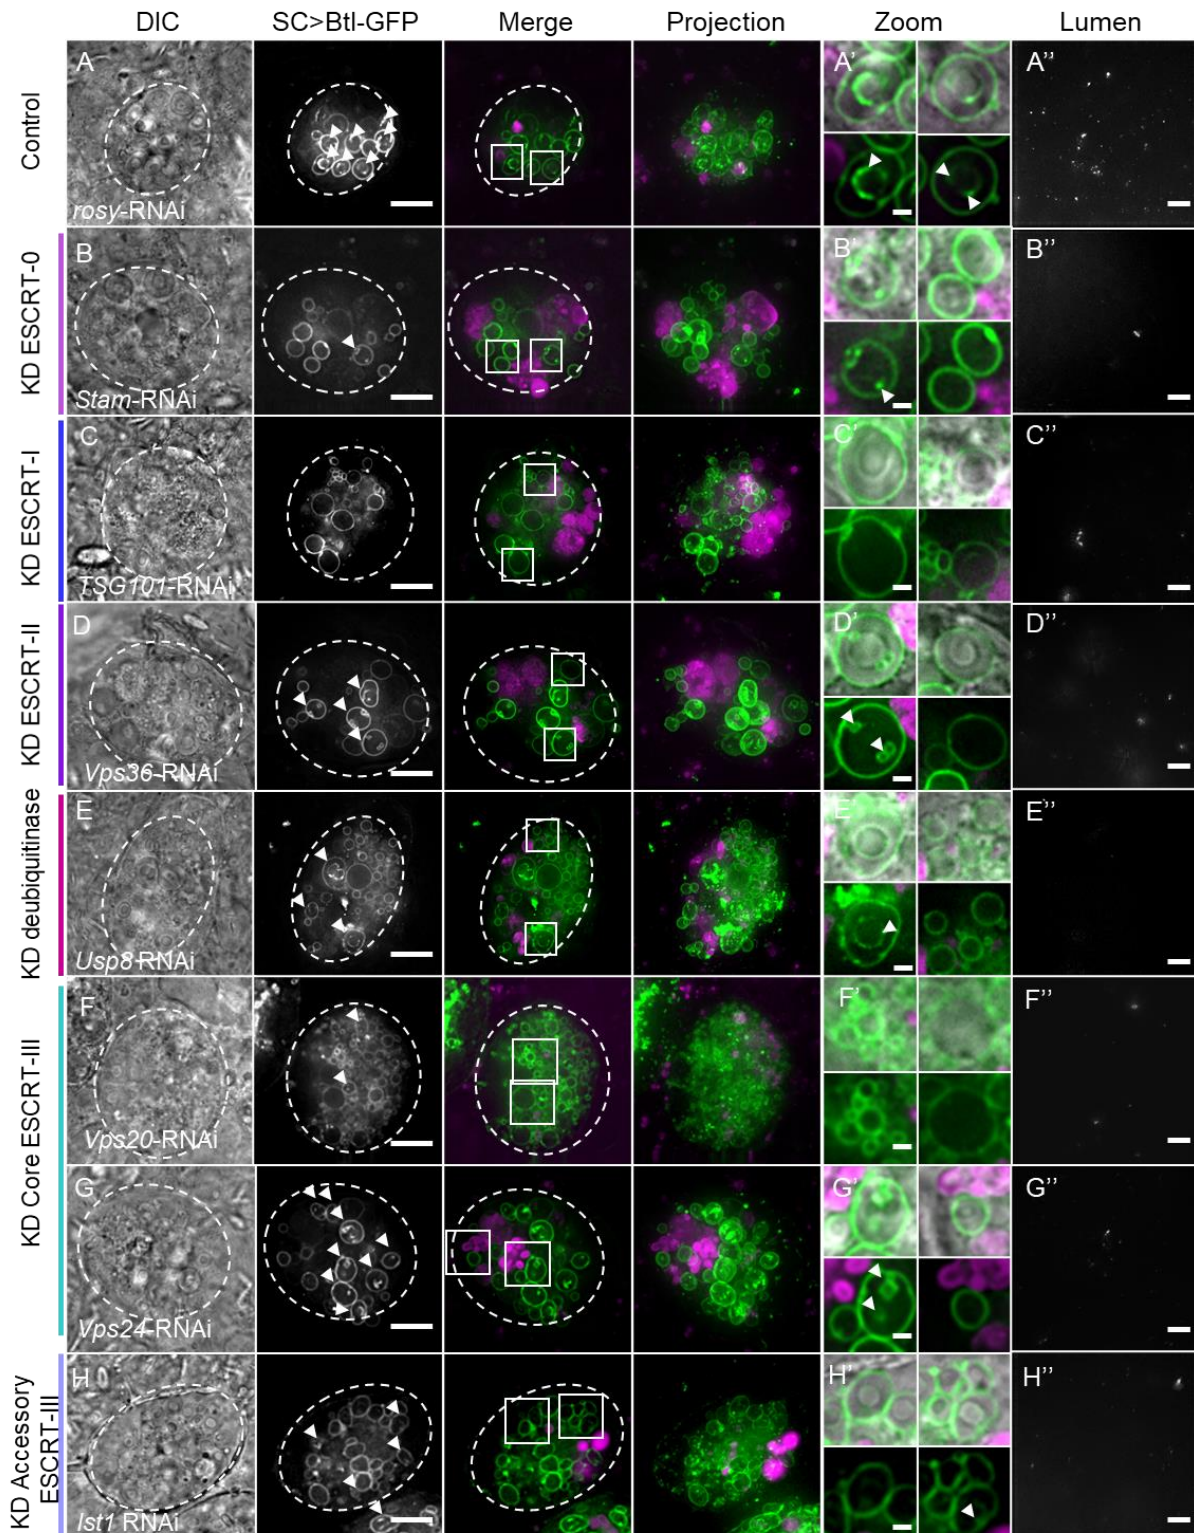 DIC SC>Btl-GFP Merge Projection Zoom Lumen
Control
A A' A''
rosy-RNAi
KD ESCRT-0
B B' B''
Stam-RNAi
KD ESCRT-I
C C' C''
TSG101-RNAi
KD ESCRT-II
D D' D''
Vps36-RNAi
KD deubiquitinase
E E' E''
Usp8-RNAi
KD Core ESCRT-III
F F' F''
Vps20-RNAi
G G' G''
Vps24-RNAi
KD Accessory
ESCRT-III
H H' H''
Ist1 RNAi